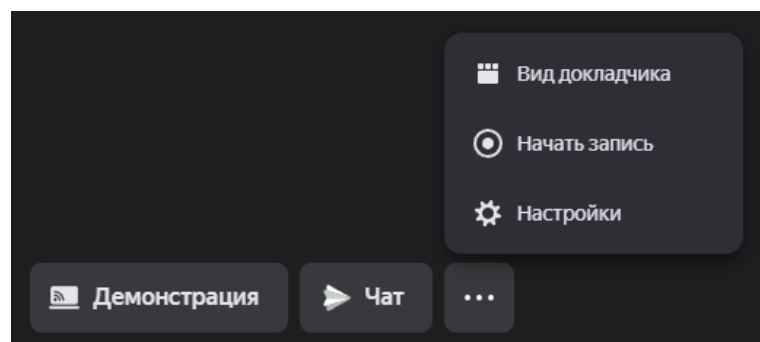 Вид докладчика
Начать запись
Настройки
Демонстрация
Чат